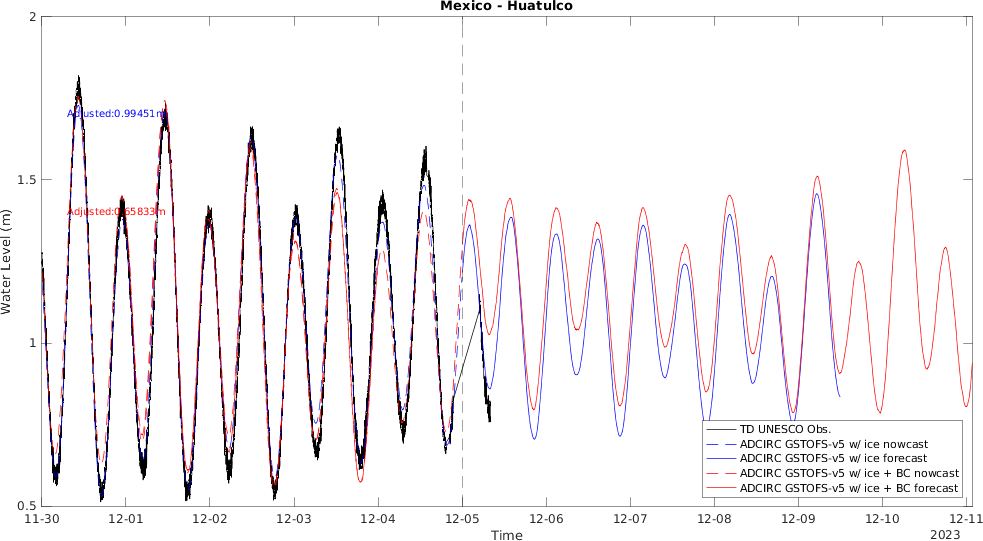 Mexico - Huatulco
2
1.5
1
0.5
Water Level (m)
Adjusted:0.99451m
Adjusted:0.65833m
TD UNESCO Obs.
ADCIRC GSTOFS-v5 w/ ice nowcast
ADCIRC GSTOFS-v5 w/ ice forecast
ADCIRC GSTOFS-v5 w/ ice + BC nowcast
ADCIRC GSTOFS-v5 w/ ice + BC forecast
11-30 12-01 12-02 12-03 12-04 12-05 12-06 12-07 12-08 12-09 12-10 12-11
Time
2023